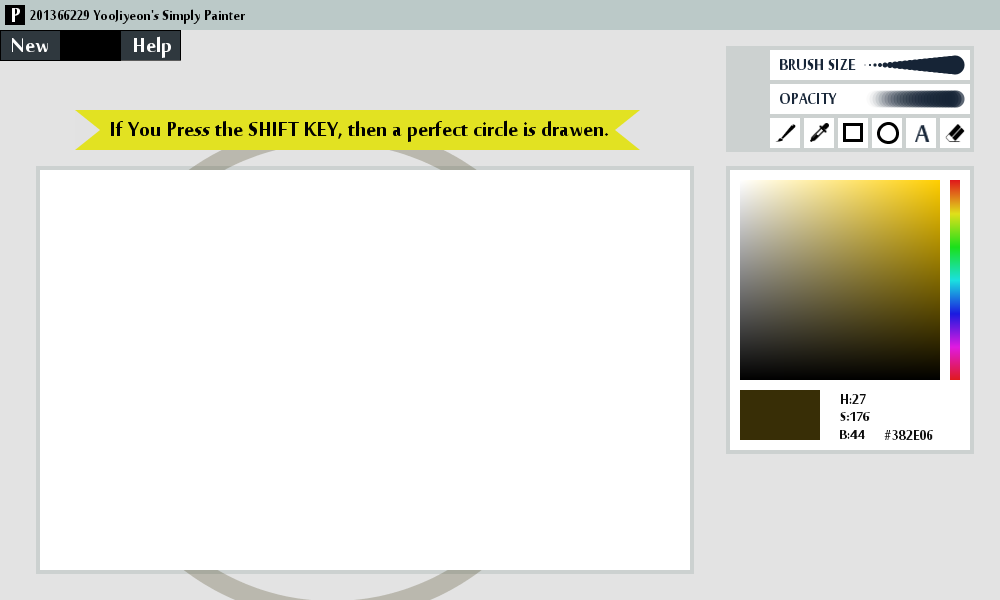 P 201366229 YooJiyeon's Simply Painter
New Help
BRUSH SIZE
OPACITY
A
If You Press the SHIFT KEY, then a perfect circle is drawen.
H:27
S:176
B:44 #382E06